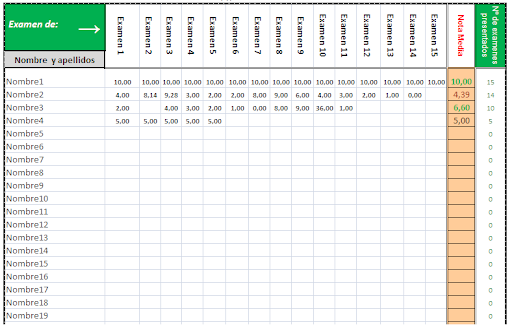 Examen de:
Nombre y apellidos
Examen 1 Examen 2 Examen 3 Examen 4 Examen 5 Examen 6 Examen 7 Examen 8 Examen 9 Examen 10 Examen 11 Examen 12 Examen 13 Examen 14 Examen 15 Nota Media Nº de examenes presentados
Nombre1 10,00 10,00 10,00 10,00 10,00 10,00 10,00 10,00 10,00 10,00 10,00 10,00 10,00 10,00 10,00 10,00 15
Nombre2 4,00 8,14 9,28 3,00 2,00 2,00 8,00 9,00 6,00 4,00 3,00 2,00 1,00 0,00 4,39 14
Nombre3 2,00 4,00 3,00 2,00 1,00 0,00 8,00 9,00 36,00 1,00 6,60 10
Nombre4 5,00 5,00 5,00 5,00 5,00 5,00 5
Nombre5 0
Nombre6 0
Nombre7 0
Nombre8 0
Nombre9 0
Nombre10 0
Nombre11 0
Nombre12 0
Nombre13 0
Nombre14 0
Nombre15 0
Nombre16 0
Nombre17 0
Nombre18 0
Nombre19 0